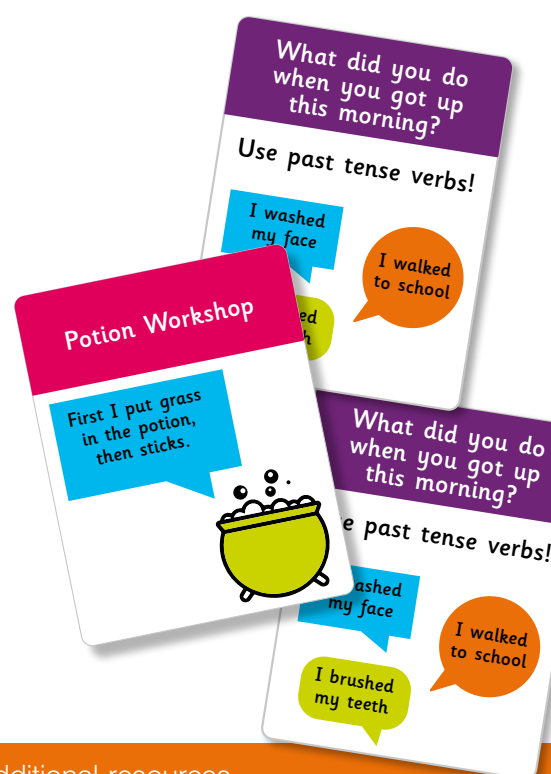 What did you do
when you got up
this morning?
Use past tense verbs!
I washed
my face
I walked
to school
Potion Workshop
First I put grass
in the potion,
then sticks.
What did you do
when you got up
this morning?
past tense verbs!
my face
I walked
to school
I brushed
my teeth
additional resources